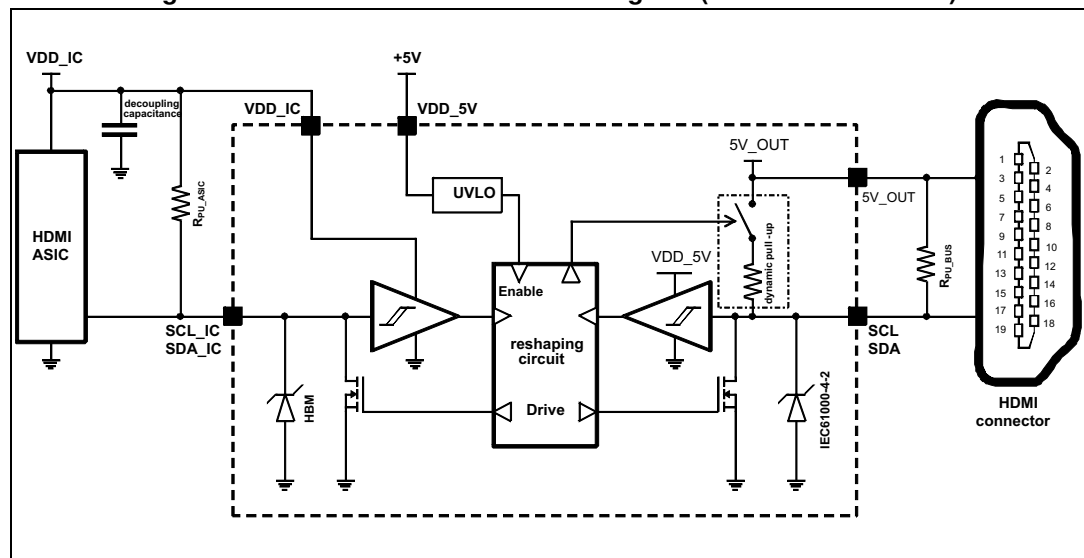 VDD_IC
+5V
decoupling
capacitance
VDD_IC
VDD_5V
5V_OUT
5V_OUT
UVLO
RPU_ASIC
HDMI
ASIC
dynamic pull-up
VDD_5V
RPU_BUS
Enable
SCL_IC
SDA_IC
reshaping
circuit
SCL
SDA
HBM
Drive
IEC61000-4-2
1
2
3
4
5
6
7
8
9
10
11
12
13
14
15
16
17
18
19
HDMI
connector